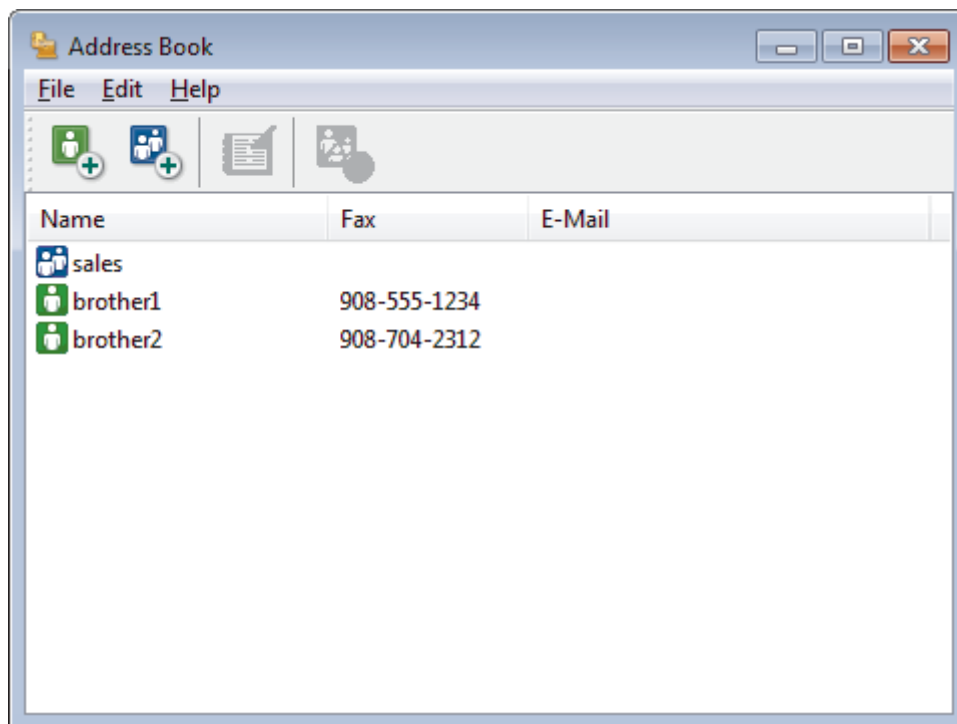 Address Book
File Edit Help
Name Fax E-Mail
sales
brother1 908-555-1234
brother2 908-704-2312